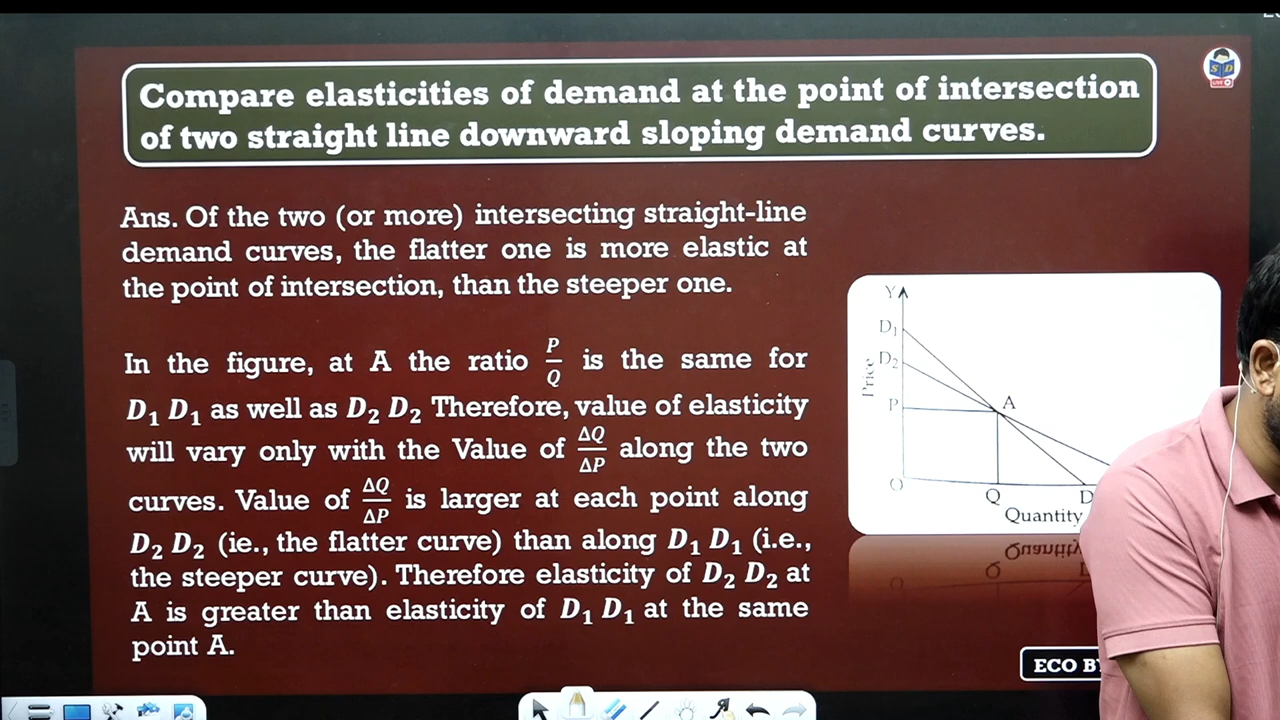 Compare elasticities of demand at the point of intersection
of two straight line downward sloping demand curves.
Ans. Of the two (or more) intersecting straight-line
demand curves, the flatter one is more elastic at
the point of intersection, than the steeper one.
In the figure, at A the ratio P/Q is the same for
D₁ D₁ as well as D₂ D₂ Therefore, value of elasticity
will vary only with the Value of ΔQ/ΔP along the two
curves. Value of ΔQ/ΔP is larger at each point along
D₂ D₂ (ie., the flatter curve) than along D₁ D₁ (i.e.,
the steeper curve). Therefore elasticity of D₂ D₂ at
A is greater than elasticity of D₁ D₁ at the same
point A.
Y
D₁
D₂
Price
P
A
O
Q
D
Quantity
ECO
SD
LIVE